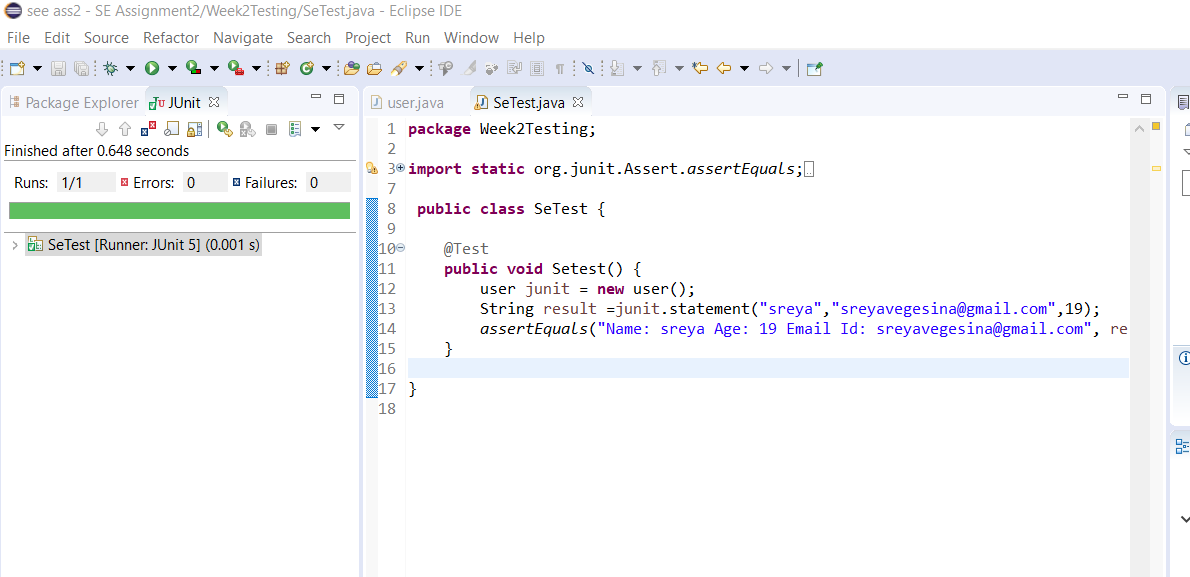 see ass2 - SE Assignment2/Week2Testing/SeTest.java - Eclipse IDE
File Edit Source Refactor Navigate Search Project Run Window Help
Package Explorer JUnit
user.java SeTest.java
Finished after 0.648 seconds
Runs: 1/1 Errors: 0 Failures: 0
SeTest [Runner: JUnit 5] (0.001 s)
1 package Week2Testing;
2
3 import static org.junit.Assert.assertEquals;
7
8 public class SeTest {
9
10 @Test
11 public void Setest() {
12 user junit = new user();
13 String result =junit.statement("sreya","sreyavegesina@gmail.com",19);
14 assertEquals("Name: sreya Age: 19 Email Id: sreyavegesina@gmail.com", re
15 }
16
17 }
18